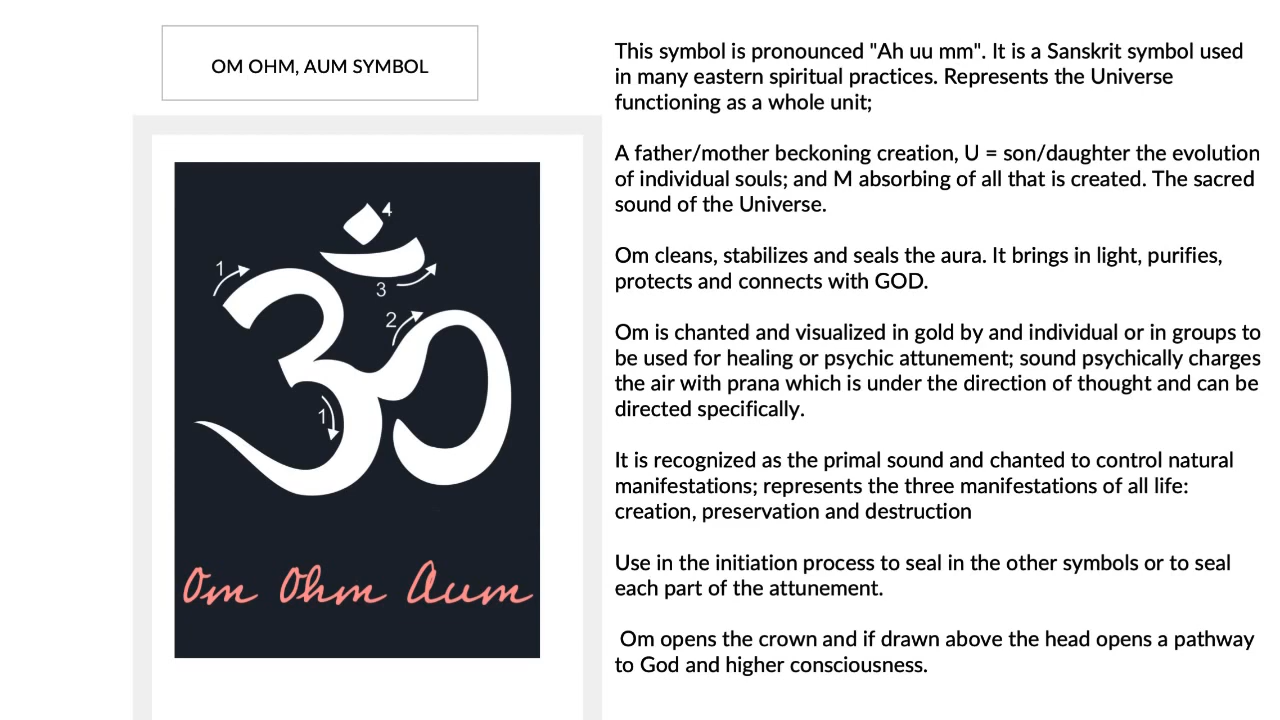 OM OHM, AUM SYMBOL
4
1
3
2
1
Om Ohm Aum
This symbol is pronounced "Ah uu mm". It is a Sanskrit symbol used
in many eastern spiritual practices. Represents the Universe
functioning as a whole unit;
A father/mother beckoning creation, U = son/daughter the evolution
of individual souls; and M absorbing of all that is created. The sacred
sound of the Universe.
Om cleans, stabilizes and seals the aura. It brings in light, purifies,
protects and connects with GOD.
Om is chanted and visualized in gold by and individual or in groups to
be used for healing or psychic attunement; sound psychically charges
the air with prana which is under the direction of thought and can be
directed specifically.
It is recognized as the primal sound and chanted to control natural
manifestations; represents the three manifestations of all life:
creation, preservation and destruction
Use in the initiation process to seal in the other symbols or to seal
each part of the attunement.
Om opens the crown and if drawn above the head opens a pathway
to God and higher consciousness.